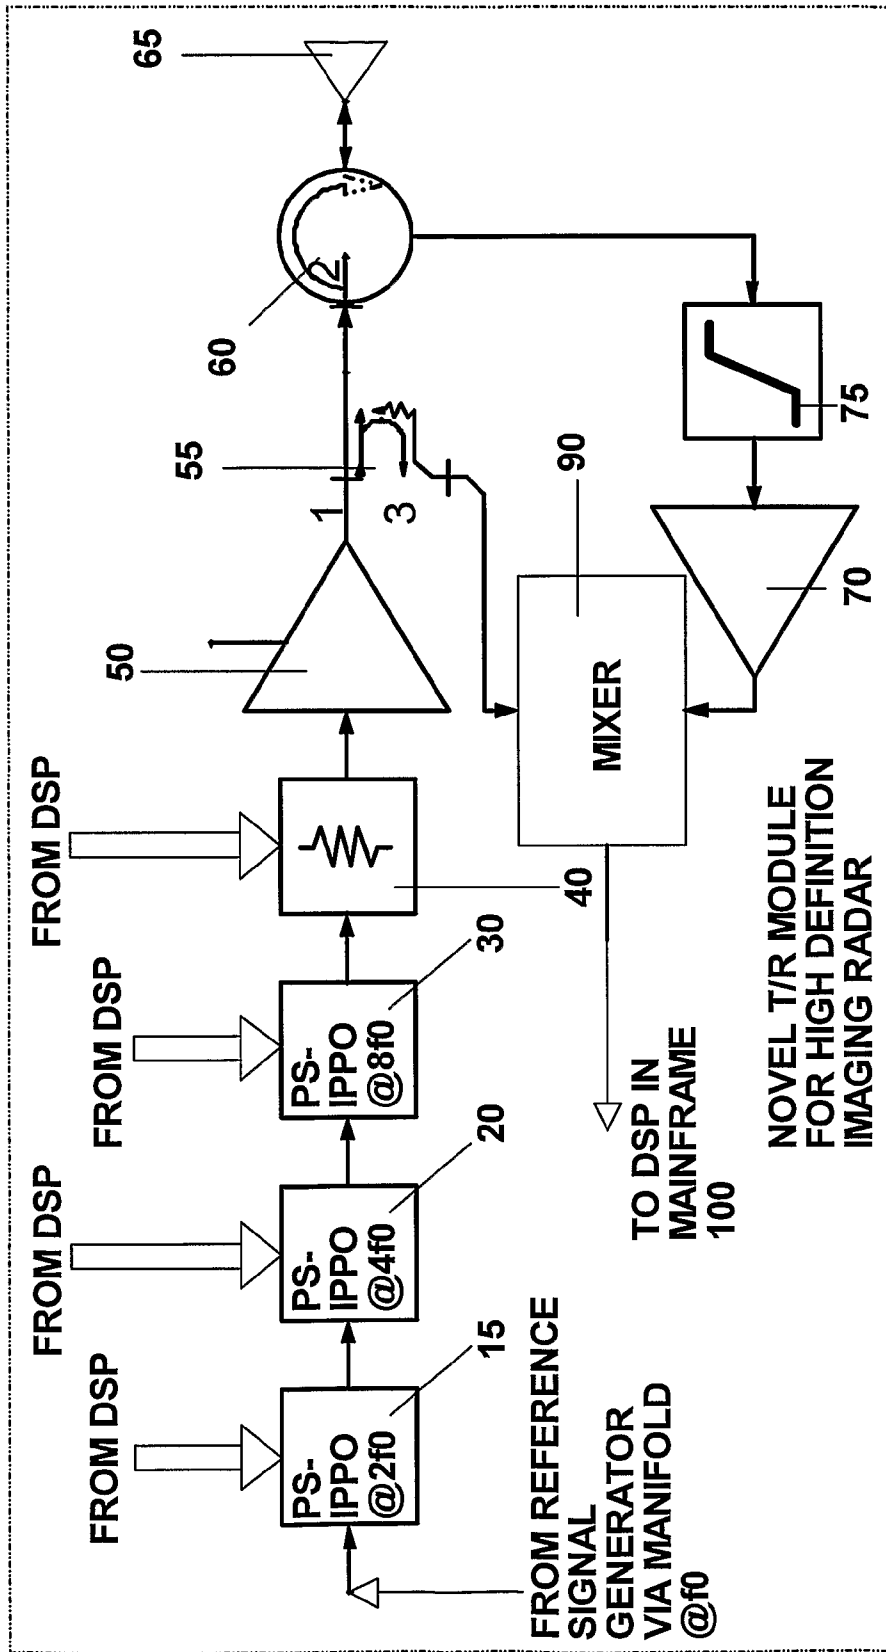 FROM DSP
FROM DSP
FROM DSP
FROM DSP
PS-
IPPO
@2f0
15
PS-
IPPO
@4f0
20
PS-
IPPO
@8f0
30
40
50
1
55
3
2
60
65
75
70
90
MIXER
FROM REFERENCE
SIGNAL
GENERATOR
VIA MANIFOLD
@f0
TO DSP IN
MAINFRAME
100
NOVEL T/R MODULE
FOR HIGH DEFINITION
IMAGING RADAR